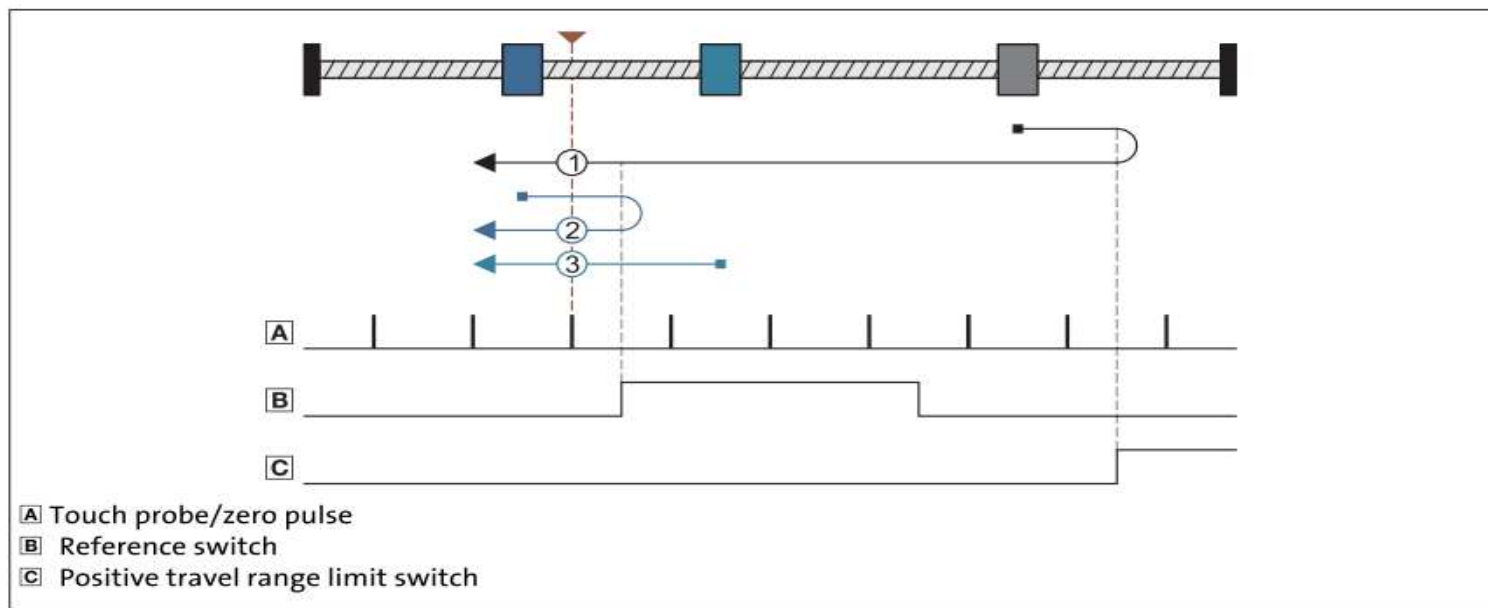 1
2
3
A
B
C
A Touch probe/zero pulse
B Reference switch
C Positive travel range limit switch